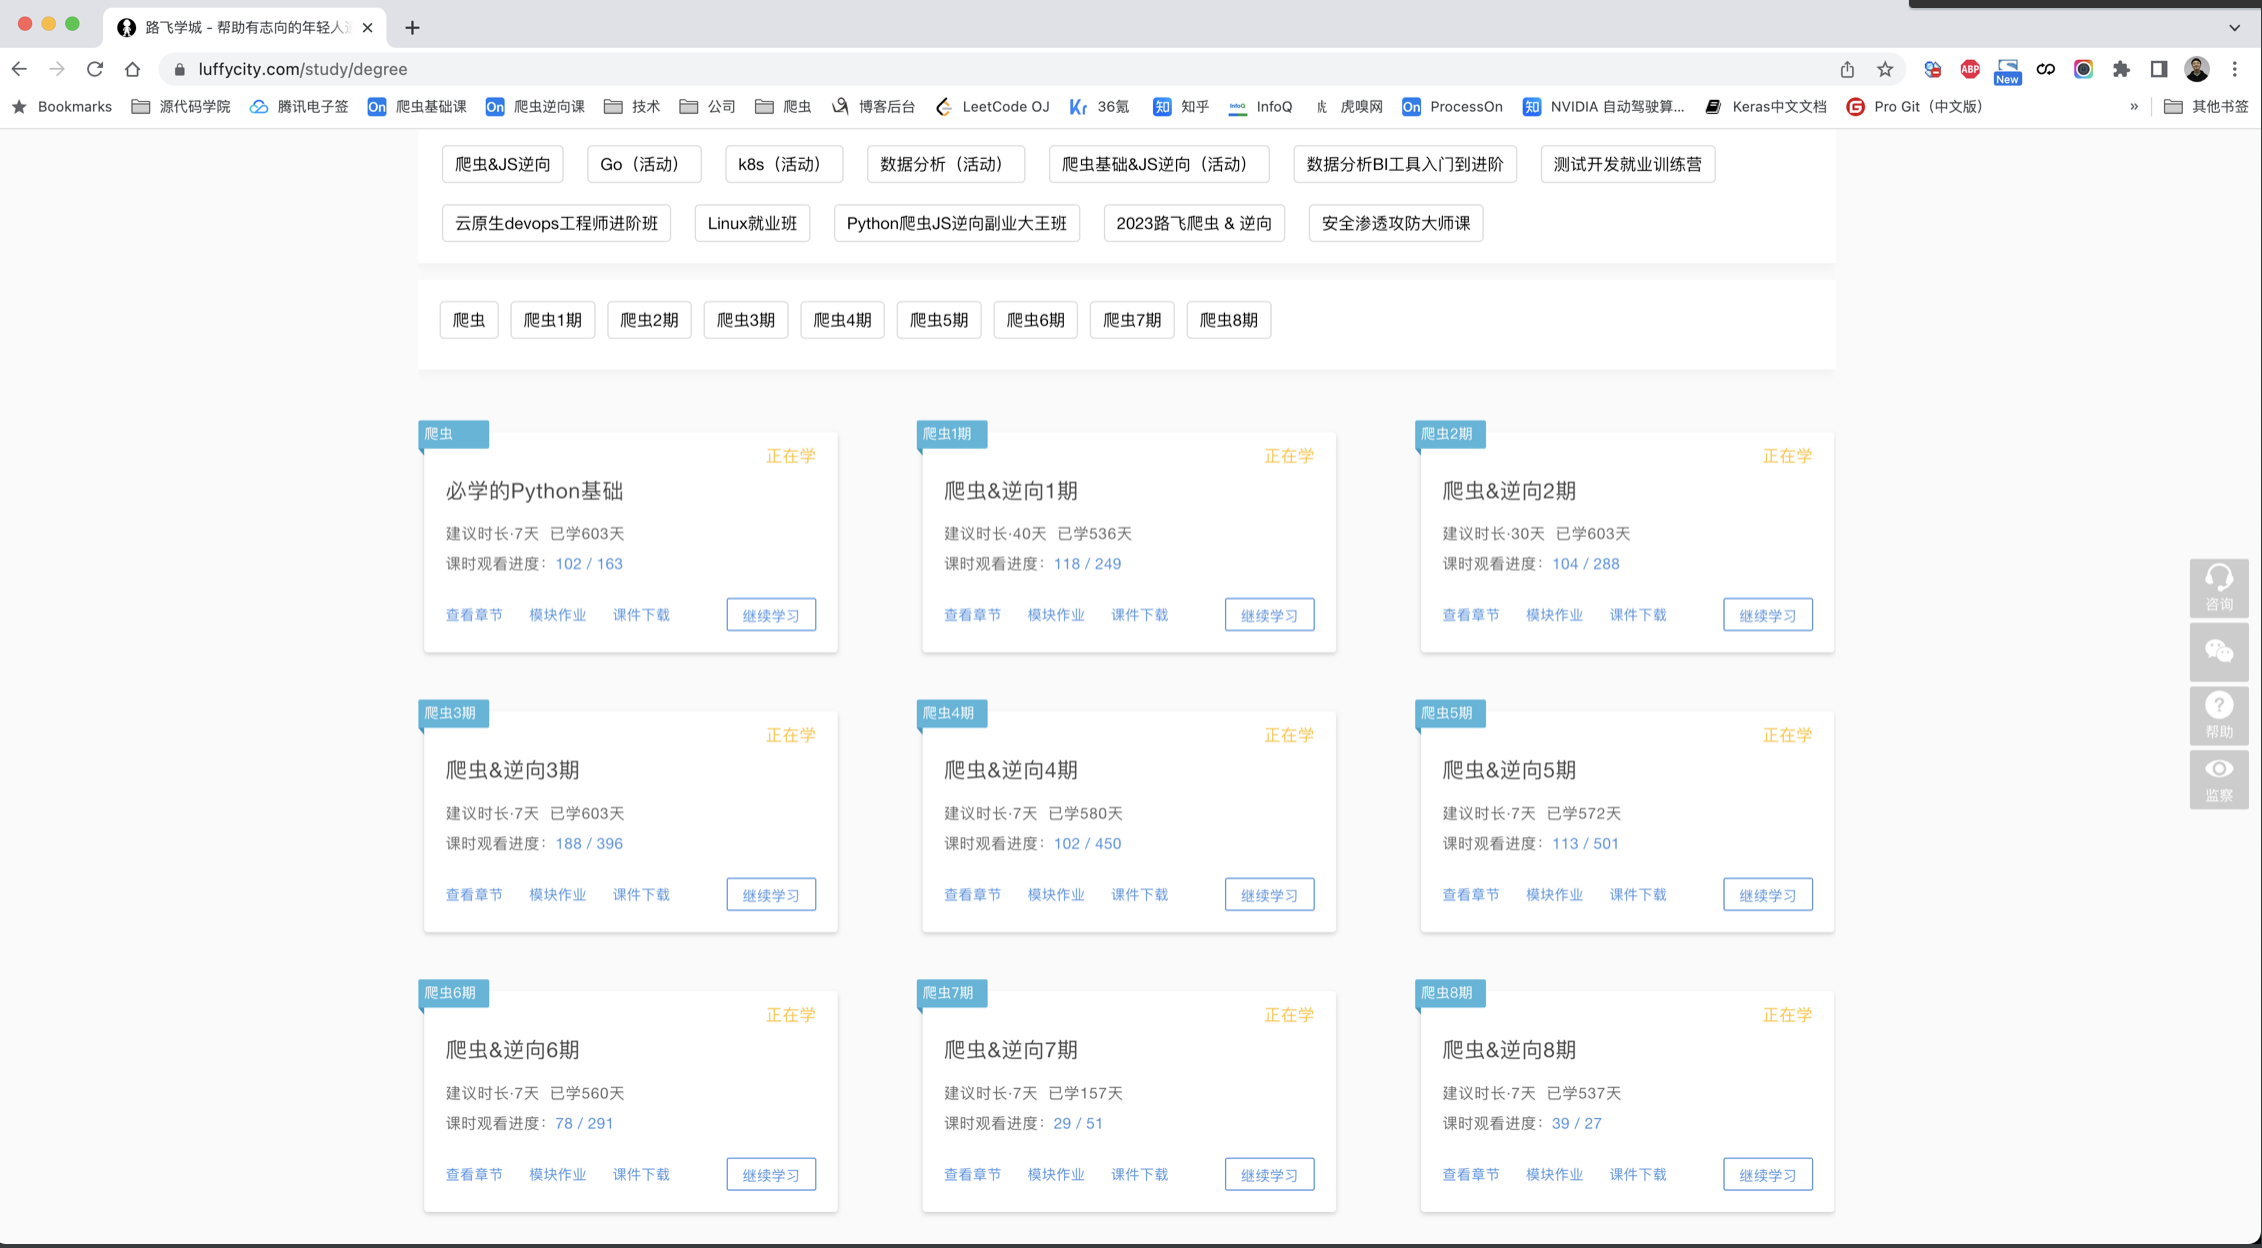 路飞学城 - 帮助有志向的年轻人
luffycity.com/study/degree
ABP
New
Bookmarks 源代码学院 腾讯电子签 On 爬虫基础课 On 爬虫逆向课 技术 公司 爬虫 博客后台 LeetCode OJ Kr 36氪 知 知乎 InfoQ InfoQ 虎嗅网 On ProcessOn 知 NVIDIA 自动驾驶算... Keras中文文档 Pro Git（中文版） » 其他书签
爬虫&JS逆向 Go（活动） k8s（活动） 数据分析（活动） 爬虫基础&JS逆向（活动） 数据分析BI工具入门到进阶 测试开发就业训练营
云原生devops工程师进阶班 Linux就业班 Python爬虫JS逆向副业大王班 2023路飞爬虫 & 逆向 安全渗透攻防大师课
爬虫 爬虫1期 爬虫2期 爬虫3期 爬虫4期 爬虫5期 爬虫6期 爬虫7期 爬虫8期
爬虫 爬虫1期 爬虫2期
正在学 正在学 正在学
必学的Python基础 爬虫&逆向1期 爬虫&逆向2期
建议时长·7天 已学603天 建议时长·40天 已学536天 建议时长·30天 已学603天
课时观看进度：102 / 163 课时观看进度：118 / 249 课时观看进度：104 / 288
查看章节 模块作业 课件下载 继续学习 查看章节 模块作业 课件下载 继续学习 查看章节 模块作业 课件下载 继续学习
爬虫3期 爬虫4期 爬虫5期
正在学 正在学 正在学
爬虫&逆向3期 爬虫&逆向4期 爬虫&逆向5期
建议时长·7天 已学603天 建议时长·7天 已学580天 建议时长·7天 已学572天
课时观看进度：188 / 396 课时观看进度：102 / 450 课时观看进度：113 / 501
查看章节 模块作业 课件下载 继续学习 查看章节 模块作业 课件下载 继续学习 查看章节 模块作业 课件下载 继续学习
爬虫6期 爬虫7期 爬虫8期
正在学 正在学 正在学
爬虫&逆向6期 爬虫&逆向7期 爬虫&逆向8期
建议时长·7天 已学560天 建议时长·7天 已学157天 建议时长·7天 已学537天
课时观看进度：78 / 291 课时观看进度：29 / 51 课时观看进度：39 / 27
查看章节 模块作业 课件下载 继续学习 查看章节 模块作业 课件下载 继续学习 查看章节 模块作业 课件下载 继续学习
咨询
帮助
监察